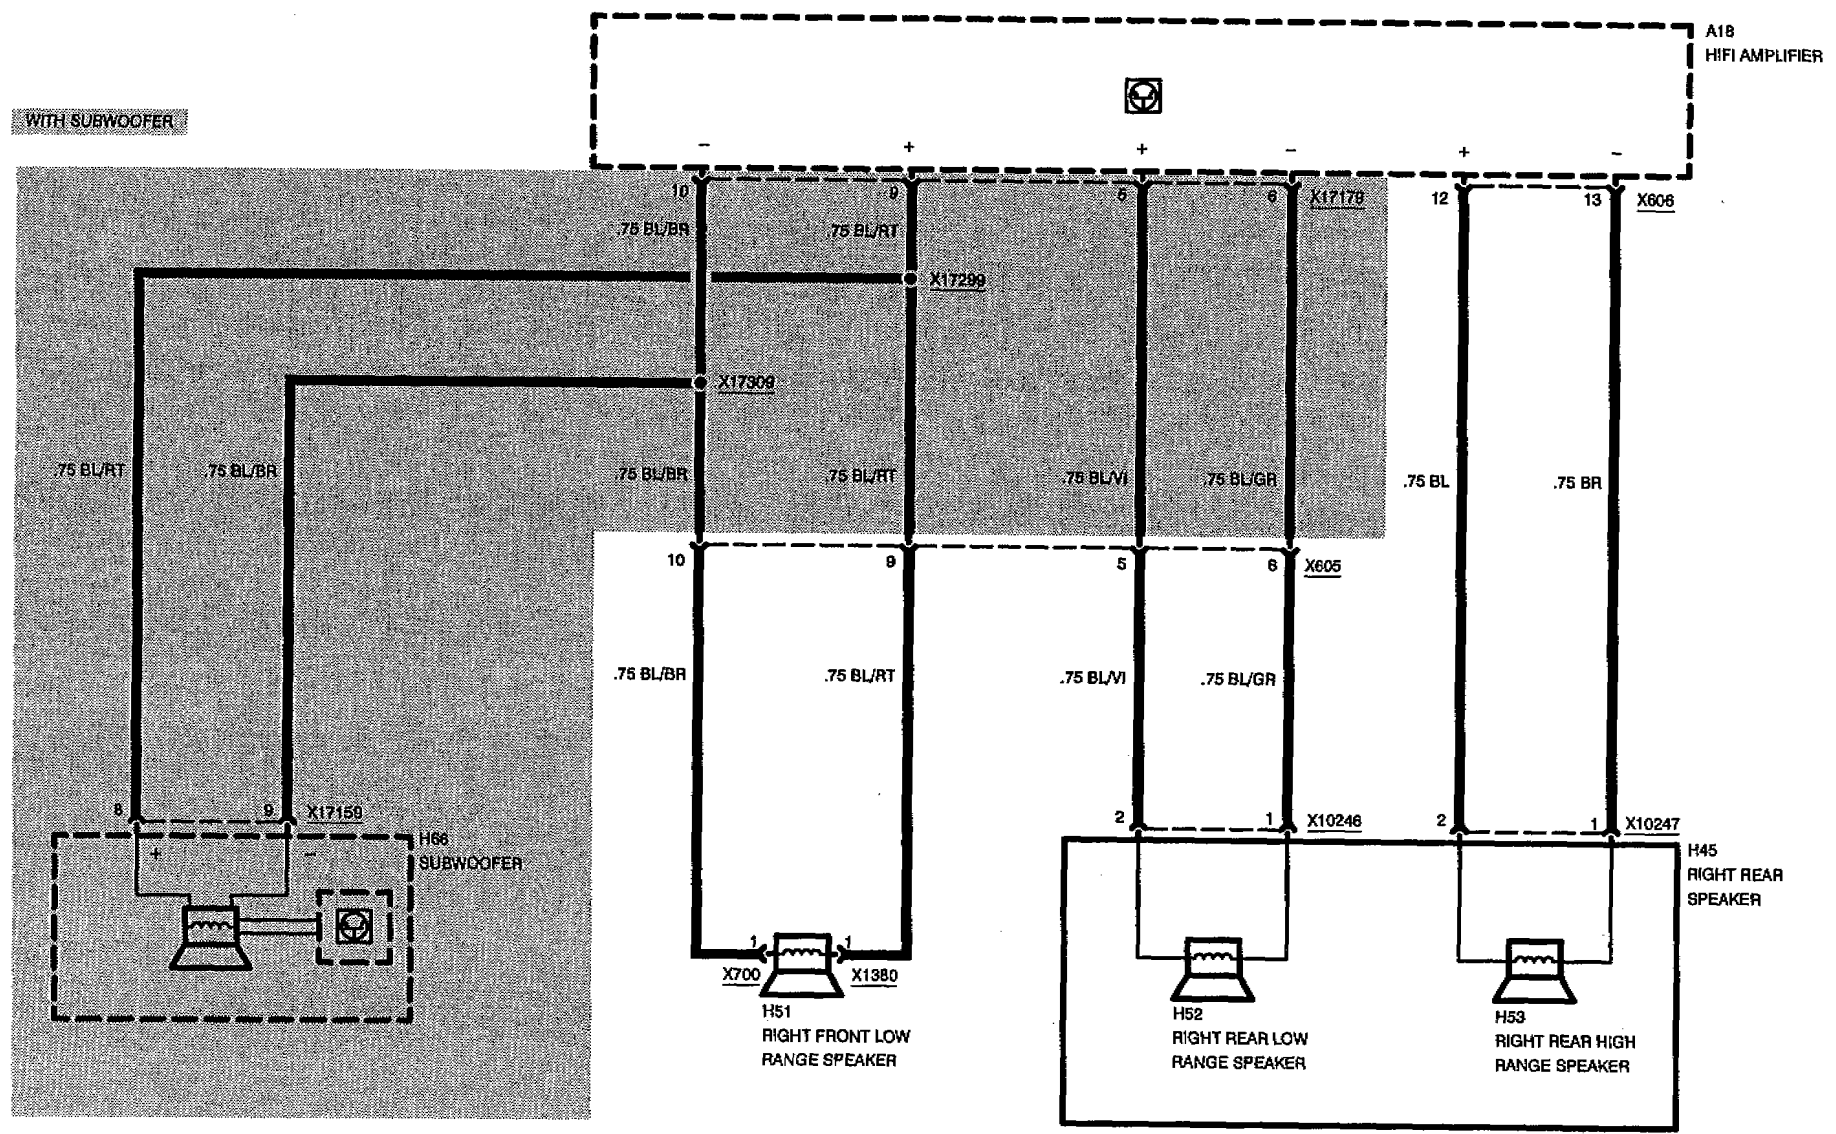 A18
HIFI AMPLIFIER
WITH SUBWOOFER
− + + − + −
10 9 5 6 X17179 12 13 X606
.75 BL/BR .75 BL/RT
X17299
X17309
.75 BL/RT .75 BL/BR .75 BL/BR .75 BL/RT .75 BL/VI .75 BL/GR .75 BL .75 BR
10 9 5 6 X605
.75 BL/BR .75 BL/RT .75 BL/VI .75 BL/GR
8 9 X17159 2 1 X10246 2 1 X10247
+ −
H66
SUBWOOFER
H45
RIGHT REAR
SPEAKER
1 1
X700 X1380
H51
RIGHT FRONT LOW
RANGE SPEAKER
H52
RIGHT REAR LOW
RANGE SPEAKER
H53
RIGHT REAR HIGH
RANGE SPEAKER